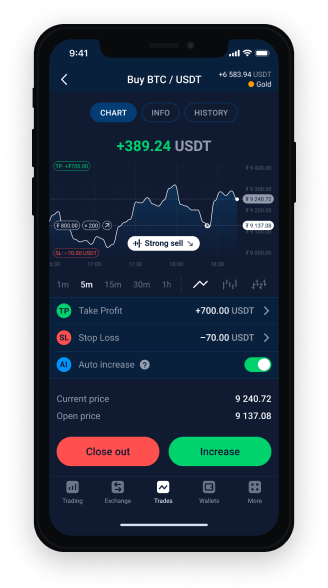 9:41
Buy BTC / USDT
+6 583.94 USDT
Gold
CHART INFO HISTORY
+389.24 USDT
TP: +₮700.00
₮ 9 400.00
₮ 9 300.00
₮ 9 240.72
₮ 9 200.00
₮ 800.00 × 200
₮ 9 137.08
Strong sell
SL: −70.00 USDT
₮ 9 000.00
17:00 17:30 18:00 18:30
1m 5m 15m 30m 1h
TP Take Profit +700.00 USDT
SL Stop Loss −70.00 USDT
AI Auto increase ?
Current price 9 240.72
Open price 9 137.08
Close out Increase
Trading Exchange Trades Wallets More